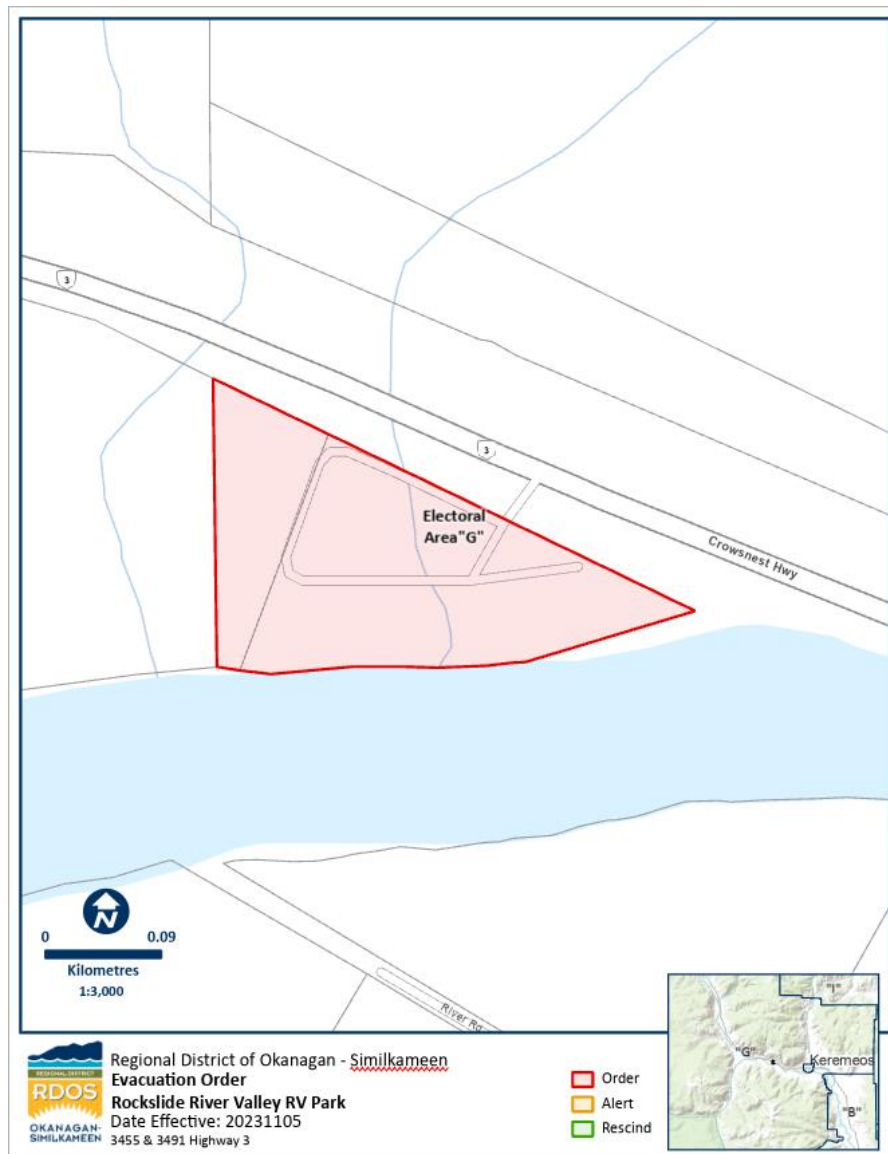 3
3
Electoral
Area"G"
Crowsnest Hwy
N
0 0.09
Kilometres
1:3,000
River Rd
"I"
"G"
Keremeos
"B"
REGIONAL DISTRICT
RDOS
OKANAGAN-
SIMILKAMEEN
Regional District of Okanagan - Similkameen
Evacuation Order
Rockslide River Valley RV Park
Date Effective: 20231105
3455 & 3491 Highway 3
Order
Alert
Rescind